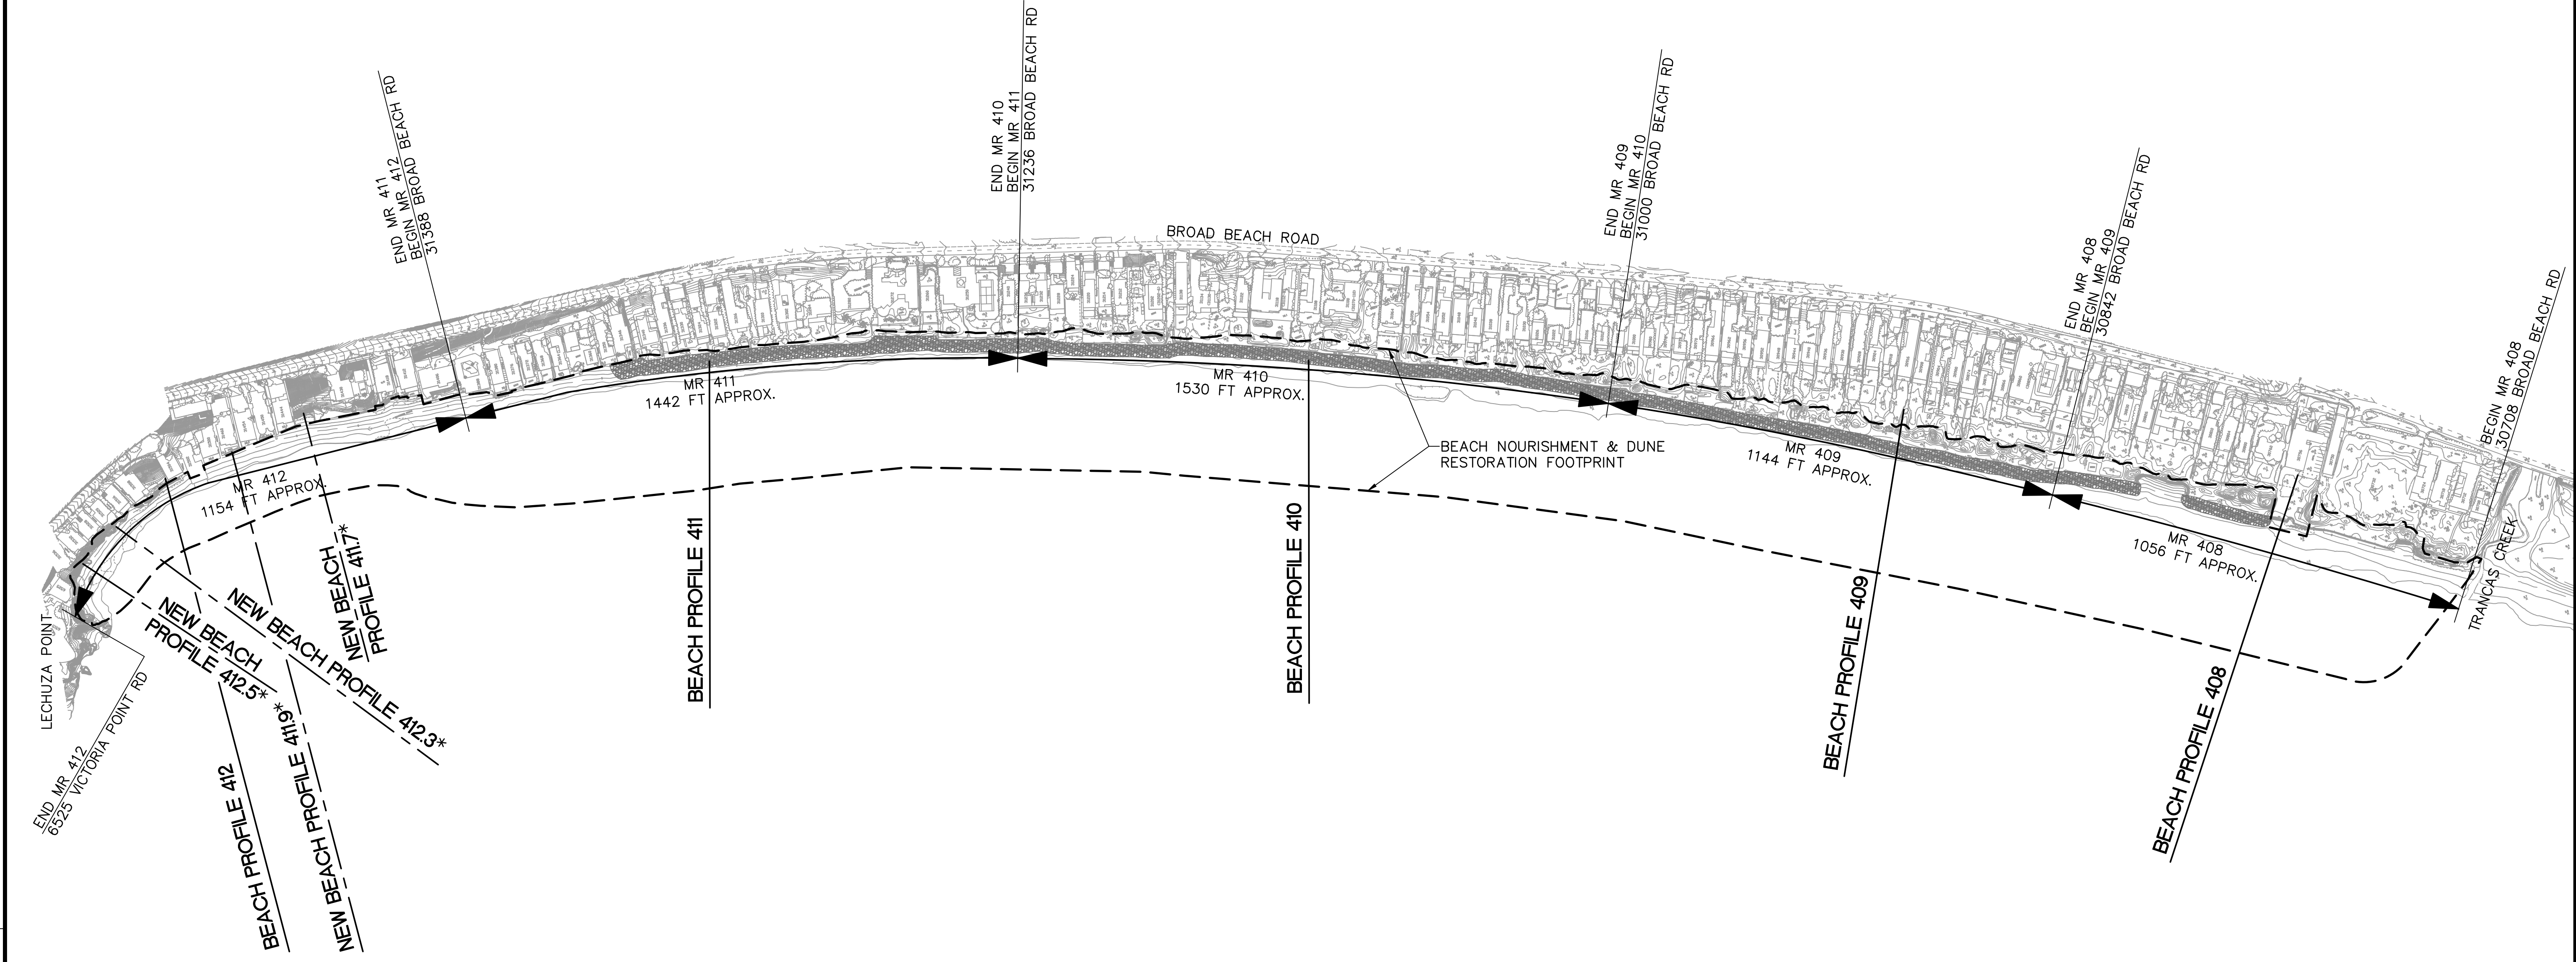 END MR 411
BEGIN MR 412
31388 BROAD BEACH RD
END MR 410
BEGIN MR 411
31236 BROAD BEACH RD
BROAD BEACH ROAD
END MR 409
BEGIN MR 410
31000 BROAD BEACH RD
END MR 408
BEGIN MR 409
30842 BROAD BEACH RD
BEGIN MR 408
30708 BROAD BEACH RD
MR 412
1154 FT APPROX.
MR 411
1442 FT APPROX.
MR 410
1530 FT APPROX.
MR 409
1144 FT APPROX.
MR 408
1056 FT APPROX.
BEACH NOURISHMENT & DUNE
RESTORATION FOOTPRINT
TRANCAS CREEK
LECHUZA POINT
END MR 412
6525 VICTORIA POINT RD
NEW BEACH
PROFILE 412.5*
NEW BEACH PROFILE 412.3*
BEACH PROFILE 412
NEW BEACH PROFILE 411.9*
NEW BEACH
PROFILE 411.7*
BEACH PROFILE 411
BEACH PROFILE 410
BEACH PROFILE 409
BEACH PROFILE 408